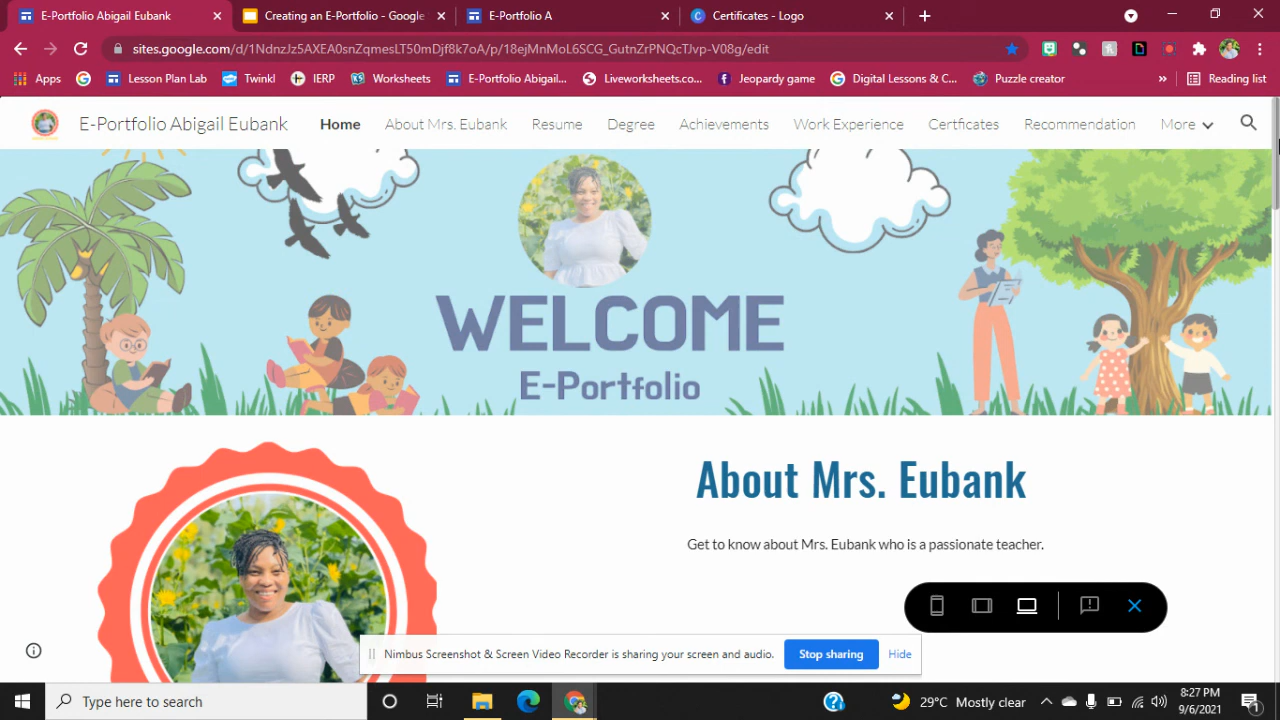 E-Portfolio Abigail Eubank
Creating an E-Portfolio - Google
E-Portfolio A
Certificates - Logo
sites.google.com/d/1NdnzJz5AXEA0snZqmesLT50mDjf8k7oA/p/18ejMnMoL6SCG_GutnZrPNQcTJvp-V08g/edit
Apps
Lesson Plan Lab
Twinkl
IERP
Worksheets
E-Portfolio Abigail...
Liveworksheets.co...
Jeopardy game
Digital Lessons & C...
Puzzle creator
»
Reading list
E-Portfolio Abigail Eubank
Home
About Mrs. Eubank
Resume
Degree
Achievements
Work Experience
Certficates
Recommendation
More
WELCOME
E-Portfolio
About Mrs. Eubank
Get to know about Mrs. Eubank who is a passionate teacher.
Nimbus Screenshot & Screen Video Recorder is sharing your screen and audio.
Stop sharing
Hide
Type here to search
29°C Mostly clear
8:27 PM
9/6/2021